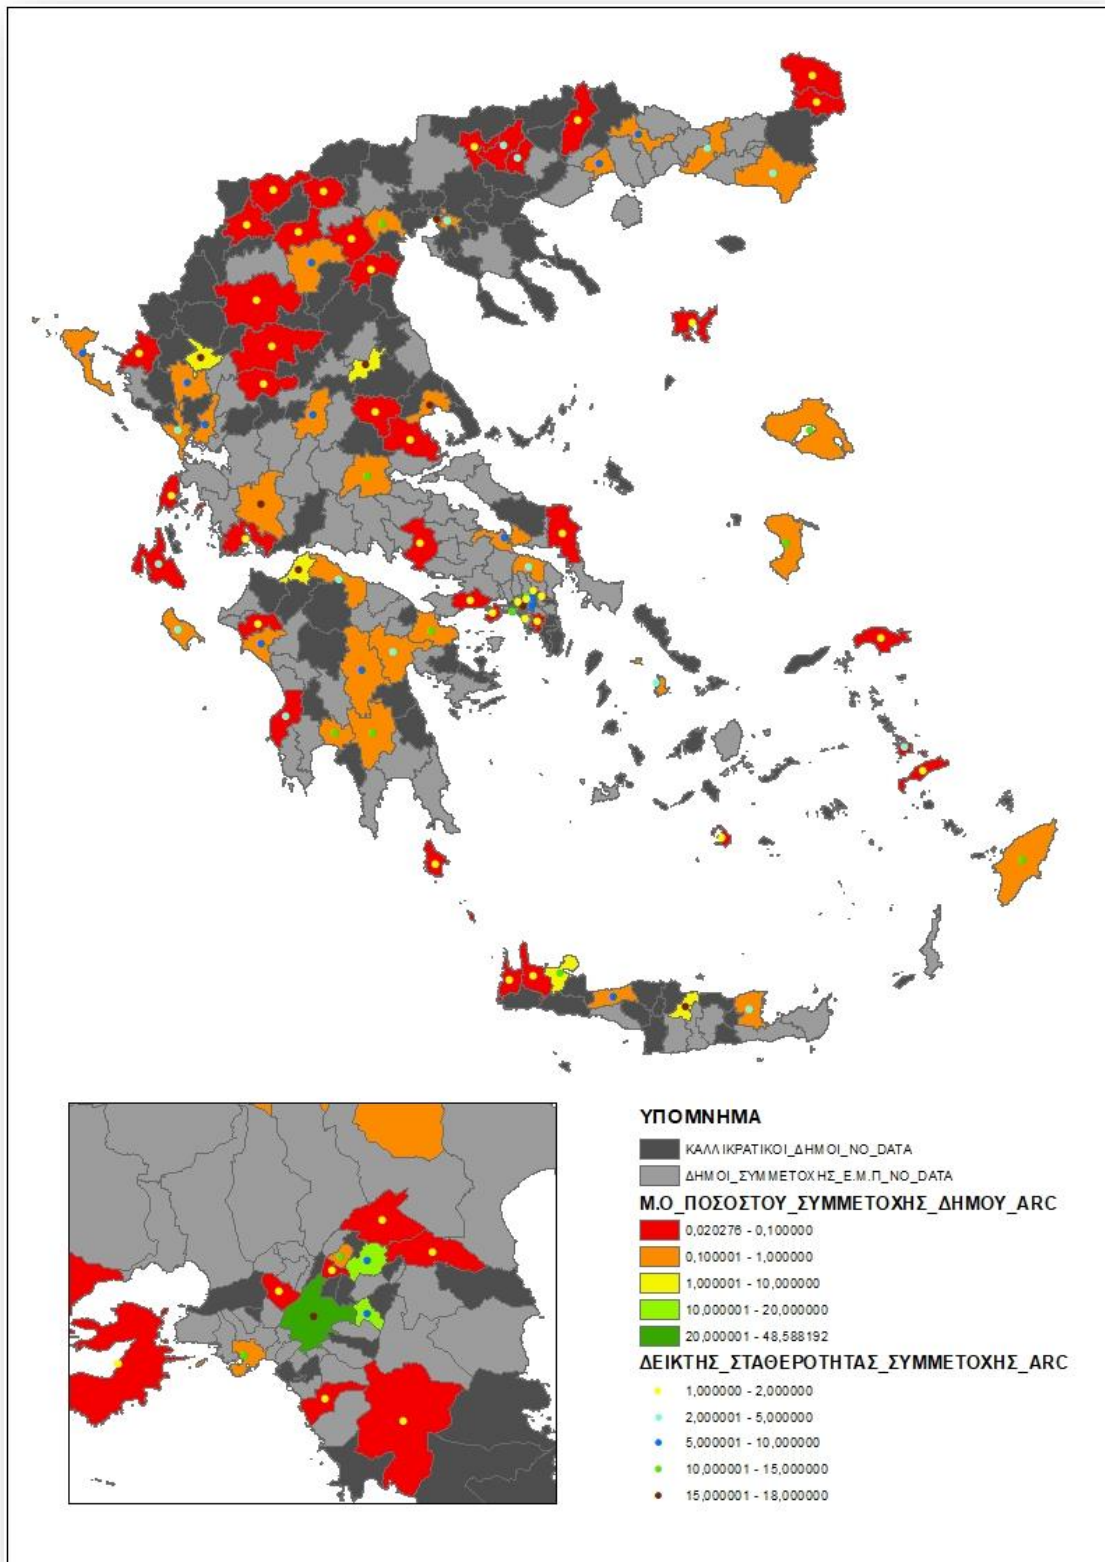 ΥΠΟΜΝΗΜΑ
ΚΑΛΛΙΚΡΑΤΙΚΟΙ_ΔΗΜΟΙ_NO_DATA
ΔΗΜΟΙ_ΣΥΜΜΕΤΟΧΗΣ_Ε.Μ.Π_NO_DATA
Μ.Ο_ΠΟΣΟΣΤΟΥ_ΣΥΜΜΕΤΟΧΗΣ_ΔΗΜΟΥ_ARC
0,020276 - 0,100000
0,100001 - 1,000000
1,000001 - 10,000000
10,000001 - 20,000000
20,000001 - 48,588192
ΔΕΙΚΤΗΣ_ΣΤΑΘΕΡΟΤΗΤΑΣ_ΣΥΜΜΕΤΟΧΗΣ_ARC
1,000000 - 2,000000
2,000001 - 5,000000
5,000001 - 10,000000
10,000001 - 15,000000
15,000001 - 18,000000